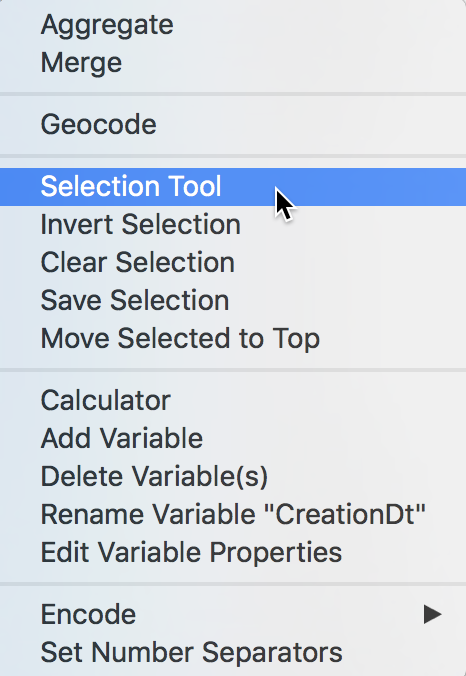 Aggregate
Merge
Geocode
Selection Tool
Invert Selection
Clear Selection
Save Selection
Move Selected to Top
Calculator
Add Variable
Delete Variable(s)
Rename Variable "CreationDt"
Edit Variable Properties
Encode
Set Number Separators